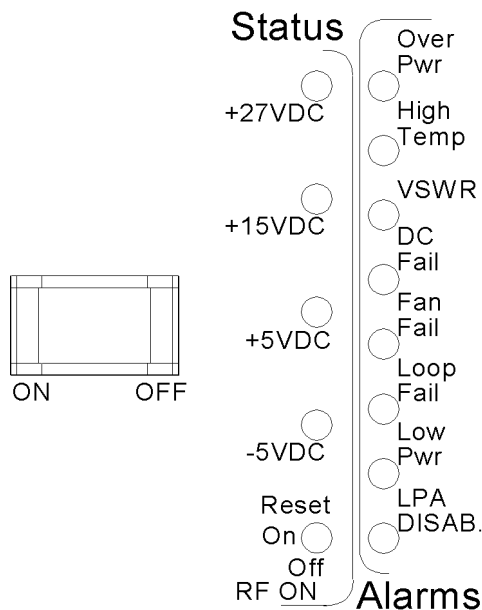 Status
+27VDC
+15VDC
+5VDC
-5VDC
Reset
On
Off
RF ON
Over
Pwr
High
Temp
VSWR
DC
Fail
Fan
Fail
Loop
Fail
Low
Pwr
LPA
DISAB.
Alarms
ON
OFF